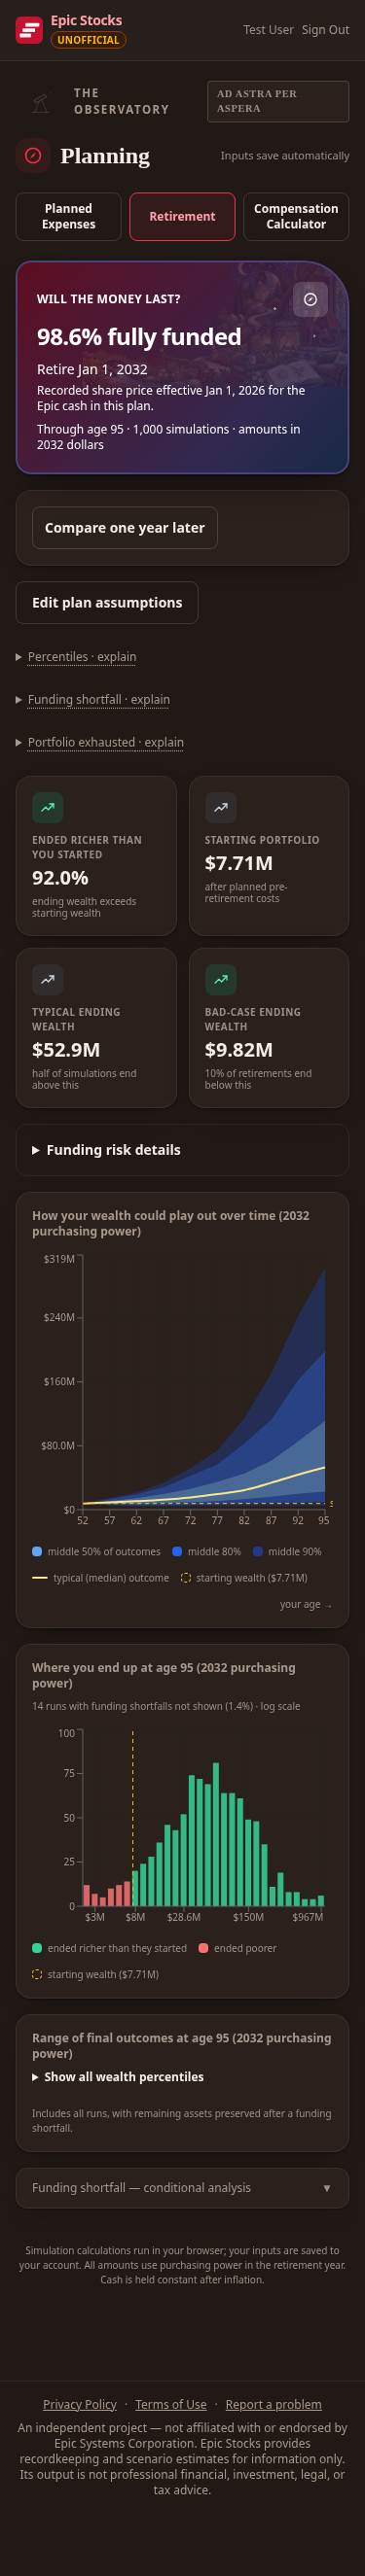 Epic Stocks
UNOFFICIAL
Test User Sign Out
THE
OBSERVATORY
AD ASTRA PER
ASPERA
Planning
Inputs save automatically
Planned
Expenses
Retirement
Compensation
Calculator
WILL THE MONEY LAST?
98.6% fully funded
Retire Jan 1, 2032
Recorded share price effective Jan 1, 2026 for the
Epic cash in this plan.
Through age 95 · 1,000 simulations · amounts in
2032 dollars
Compare one year later
Edit plan assumptions
Percentiles · explain
Funding shortfall · explain
Portfolio exhausted · explain
ENDED RICHER THAN
YOU STARTED
92.0%
ending wealth exceeds
starting wealth
STARTING PORTFOLIO
$7.71M
after planned pre-
retirement costs
TYPICAL ENDING
WEALTH
$52.9M
half of simulations end
above this
BAD-CASE ENDING
WEALTH
$9.82M
10% of retirements end
below this
Funding risk details
How your wealth could play out over time (2032
purchasing power)
$319M
$240M
$160M
$80.0M
$0
52 57 62 67 72 77 82 87 92 95
middle 50% of outcomes middle 80% middle 90%
typical (median) outcome starting wealth ($7.71M)
your age →
Where you end up at age 95 (2032 purchasing
power)
14 runs with funding shortfalls not shown (1.4%) · log scale
100
75
50
25
0
$3M $8M $28.6M $150M $967M
ended richer than they started ended poorer
starting wealth ($7.71M)
Range of final outcomes at age 95 (2032 purchasing
power)
Show all wealth percentiles
Includes all runs, with remaining assets preserved after a funding
shortfall.
Funding shortfall — conditional analysis
Simulation calculations run in your browser; your inputs are saved to
your account. All amounts use purchasing power in the retirement year.
Cash is held constant after inflation.
Privacy Policy · Terms of Use · Report a problem
An independent project — not affiliated with or endorsed by
Epic Systems Corporation. Epic Stocks provides
recordkeeping and scenario estimates for information only.
Its output is not professional financial, investment, legal, or
tax advice.